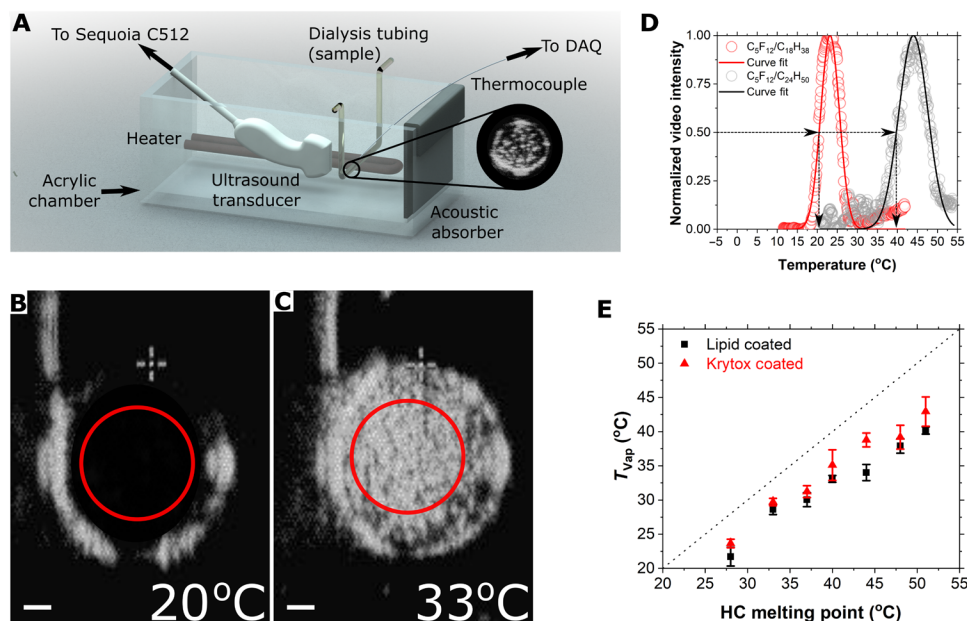 A
To Sequoia C512
Dialysis tubing
(sample)
To DAQ
Thermocouple
Heater
Acrylic
chamber
Ultrasound
transducer
Acoustic
absorber
B
20°C
C
33°C
D
Normalized video intensity
1.00
0.75
0.50
0.25
0.00
C₅F₁₂/C₁₈H₃₈
Curve fit
C₅F₁₂/C₂₄H₅₀
Curve fit
−5 0 5 10 15 20 25 30 35 40 45 50 55
Temperature (°C)
E
T_Vap (°C)
55
50
45
40
35
30
25
20
Lipid coated
Krytox coated
20 25 30 35 40 45 50 55
HC melting point (°C)